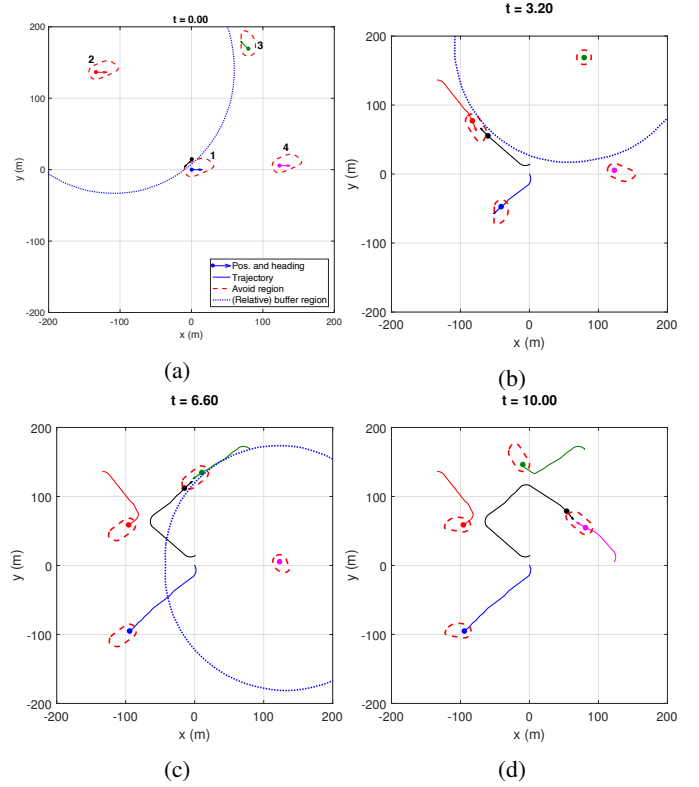 t = 0.00
200
100
0
-100
-200
-200
-100
0
100
200
y (m)
x (m)
1
2
3
4
Pos. and heading
Trajectory
Avoid region
(Relative) buffer region
(a)
t = 3.20
200
100
0
-100
-200
-200
-100
0
100
200
y (m)
x (m)
(b)
t = 6.60
200
100
0
-100
-200
-200
-100
0
100
200
y (m)
x (m)
(c)
t = 10.00
200
100
0
-100
-200
-200
-100
0
100
200
y (m)
x (m)
(d)